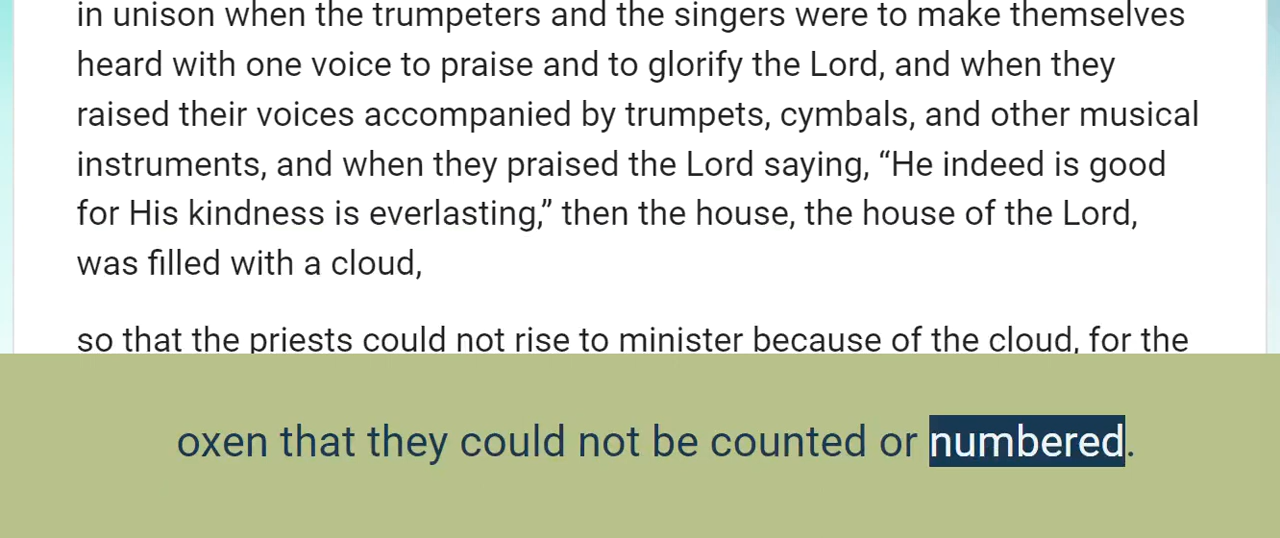 in unison when the trumpeters and the singers were to make themselves
heard with one voice to praise and to glorify the Lord, and when they
raised their voices accompanied by trumpets, cymbals, and other musical
instruments, and when they praised the Lord saying, “He indeed is good
for His kindness is everlasting,” then the house, the house of the Lord,
was filled with a cloud,
so that the priests could not rise to minister because of the cloud, for the
oxen that they could not be counted or numbered.